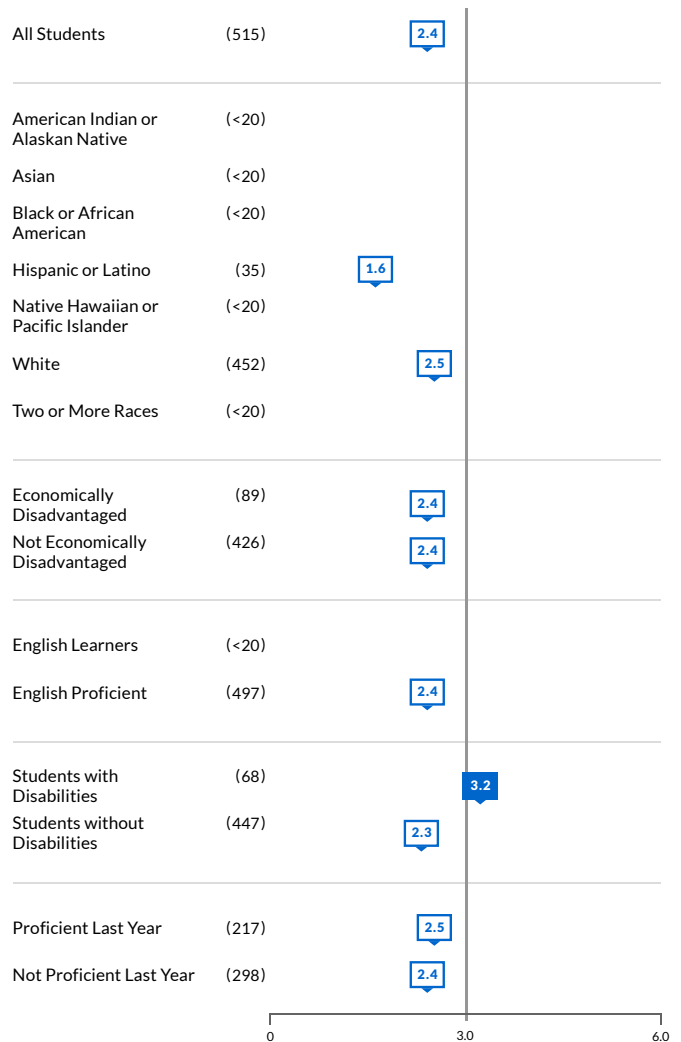 All Students (515) 2.4
American Indian or (<20)
Alaskan Native
Asian (<20)
Black or African (<20)
American
Hispanic or Latino (35) 1.6
Native Hawaiian or (<20)
Pacific Islander
White (452) 2.5
Two or More Races (<20)
Economically (89) 2.4
Disadvantaged
Not Economically (426) 2.4
Disadvantaged
English Learners (<20)
English Proficient (497) 2.4
Students with (68) 3.2
Disabilities
Students without (447) 2.3
Disabilities
Proficient Last Year (217) 2.5
Not Proficient Last Year (298) 2.4
0 3.0 6.0